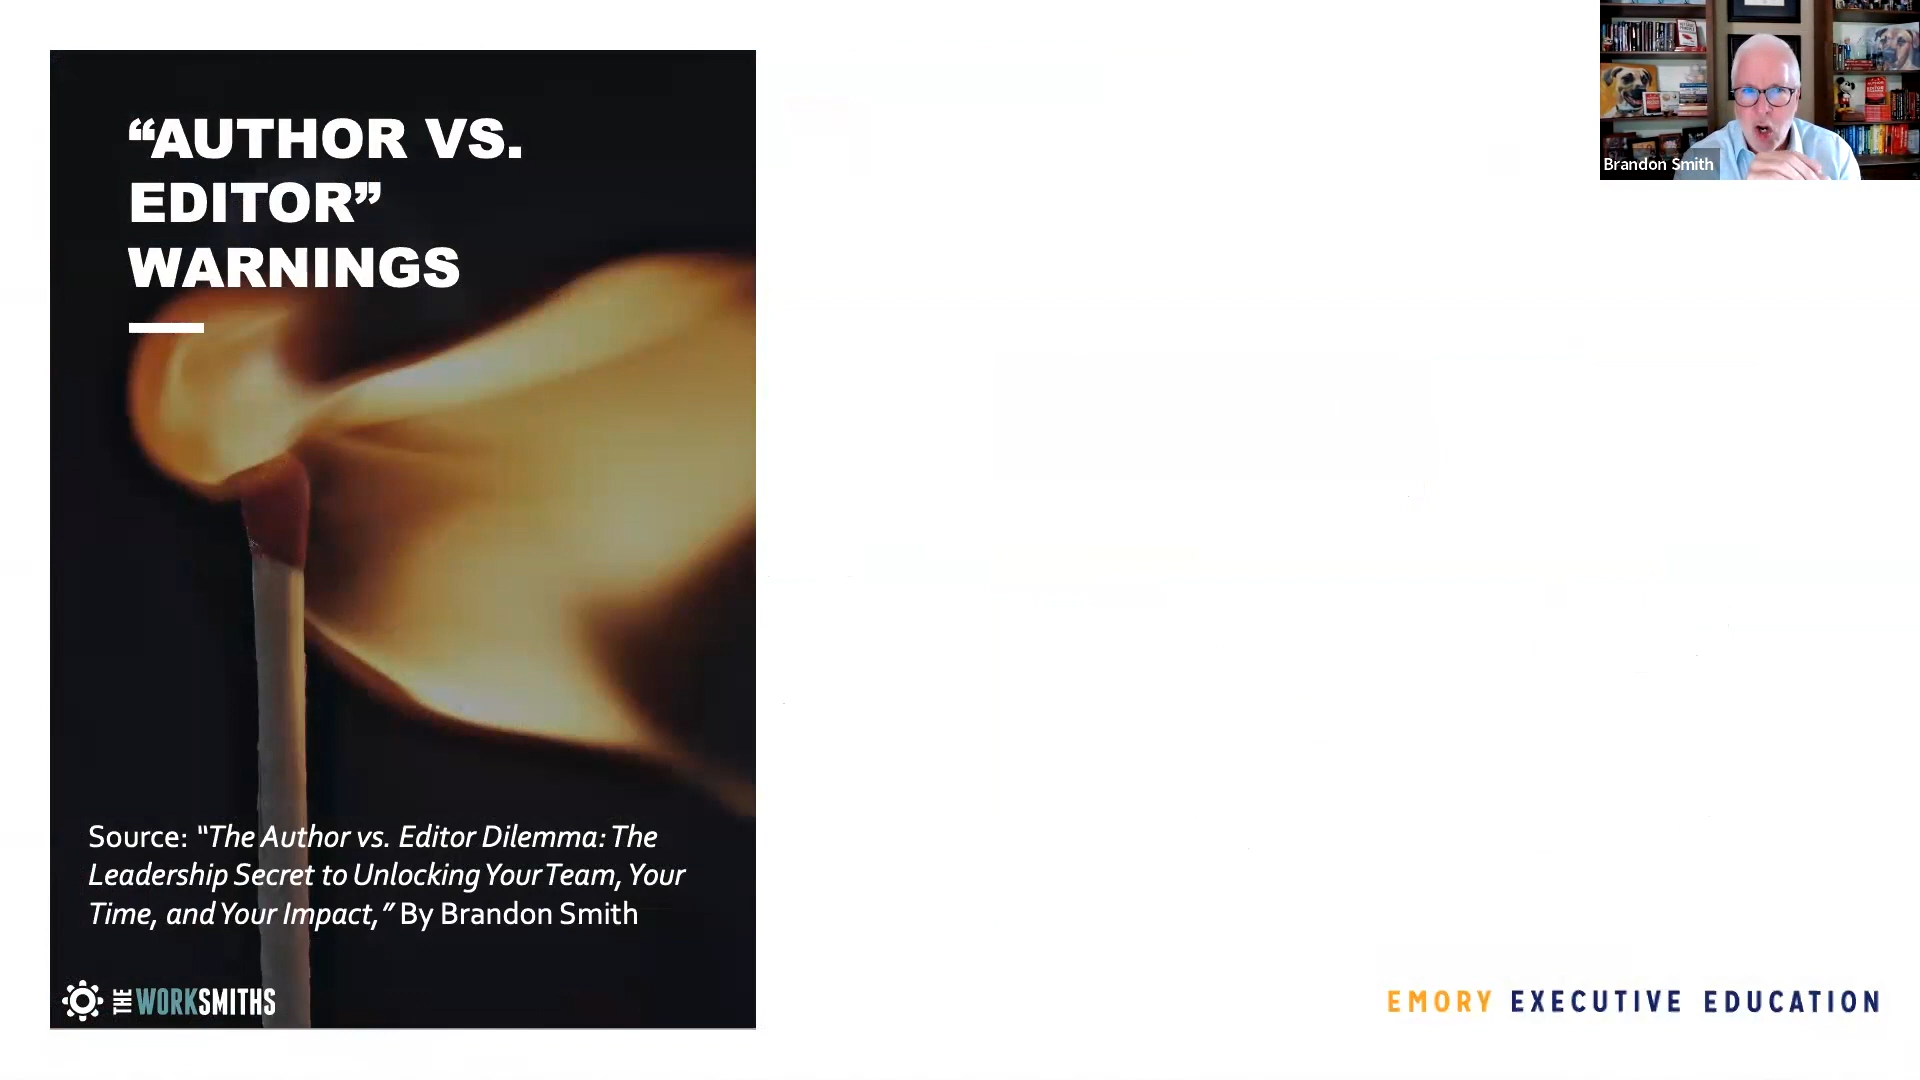 “AUTHOR VS.
EDITOR”
WARNINGS
Source: “The Author vs. Editor Dilemma: The
Leadership Secret to Unlocking Your Team, Your
Time, and Your Impact,” By Brandon Smith
THE WORKSMITHS
EMORY EXECUTIVE EDUCATION
Brandon Smith